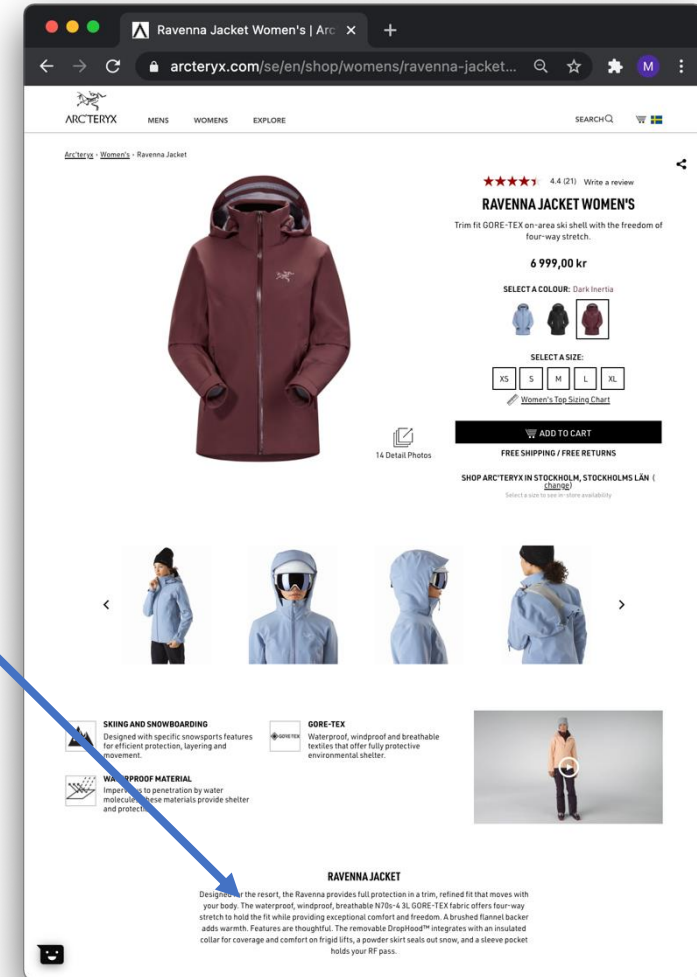 Ravenna Jacket Women's | Arc
arcteryx.com/se/en/shop/womens/ravenna-jacket...
M
ARC'TERYX
MENS WOMENS EXPLORE
SEARCH
Arc'teryx - Women's - Ravenna Jacket
4.4 (21) Write a review
RAVENNA JACKET WOMEN'S
Trim fit GORE-TEX on-area ski shell with the freedom of
four-way stretch.
6 999,00 kr
SELECT A COLOUR: Dark Inertia
SELECT A SIZE:
XS S M L XL
Women's Top Sizing Chart
ADD TO CART
14 Detail Photos
FREE SHIPPING / FREE RETURNS
SHOP ARC'TERYX IN STOCKHOLM, STOCKHOLMS LÄN (
change)
Select a size to see in-store availability
SKIING AND SNOWBOARDING
Designed with specific snowsports features
for efficient protection, layering and
movement.
GORE-TEX
GORE-TEX
Waterproof, windproof and breathable
textiles that offer fully protective
environmental shelter.
WATERPROOF MATERIAL
Impervious to penetration by water
molecules, these materials provide shelter
and protection.
RAVENNA JACKET
Designed for the resort, the Ravenna provides full protection in a trim, refined fit that moves with
your body. The waterproof, windproof, breathable N70s-4 3L GORE-TEX fabric offers four-way
stretch to hold the fit while providing exceptional comfort and freedom. A brushed flannel backer
adds warmth. Features are thoughtful. The removable DropHood™ integrates with an insulated
collar for coverage and comfort on frigid lifts, a powder skirt seals out snow, and a sleeve pocket
holds your RF pass.